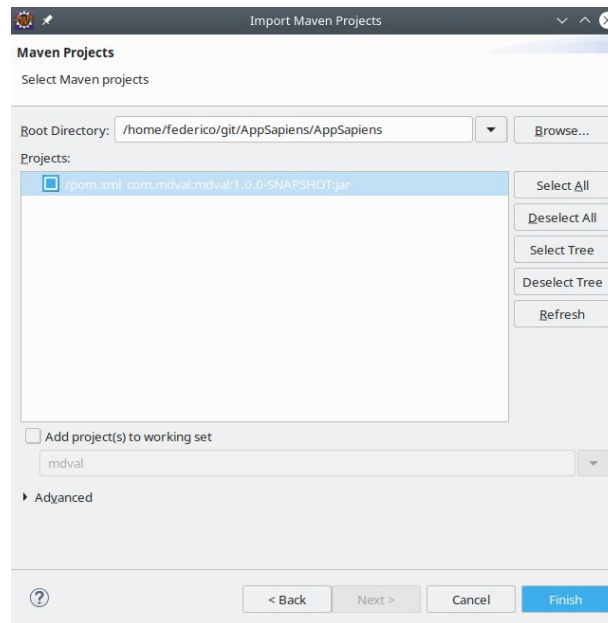 Import Maven Projects
Maven Projects
Select Maven projects
Root Directory: /home/federico/git/AppSapiens/AppSapiens Browse...
Projects:
/pom.xml com.mdval:mdval:1.0.0-SNAPSHOT:jar
Select All
Deselect All
Select Tree
Deselect Tree
Refresh
Add project(s) to working set
mdval
Advanced
? < Back Next > Cancel Finish